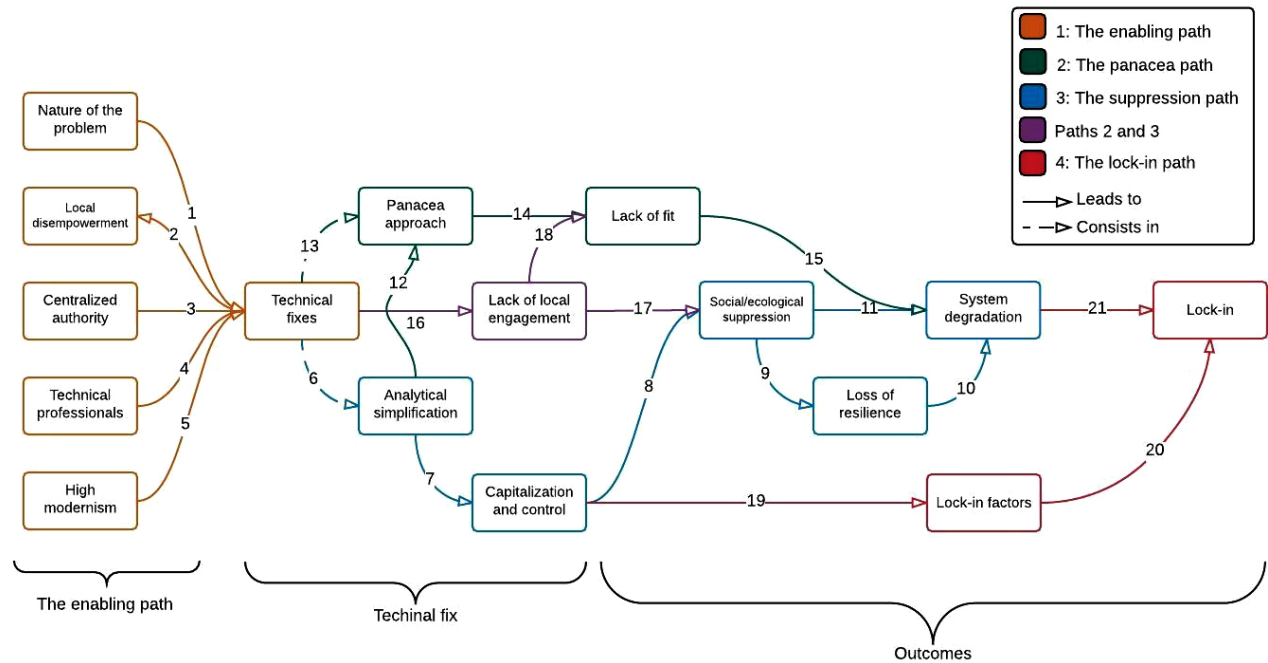 1: The enabling path
2: The panacea path
3: The suppression path
Paths 2 and 3
4: The lock-in path
Leads to
Consists in
Nature of the
problem
Local
disempowerment
Centralized
authority
Technical
professionals
High
modernism
1
2
3
4
5
Technical
fixes
13
6
Panacea
approach
12
16
Analytical
simplification
7
14
18
Lack of local
engagement
Capitalization
and control
Lack of fit
17
8
19
15
Social/ecological
suppression
11
9
Loss of
resilience
10
System
degradation
Lock-in factors
21
20
Lock-in
The enabling path
Techinal fix
Outcomes